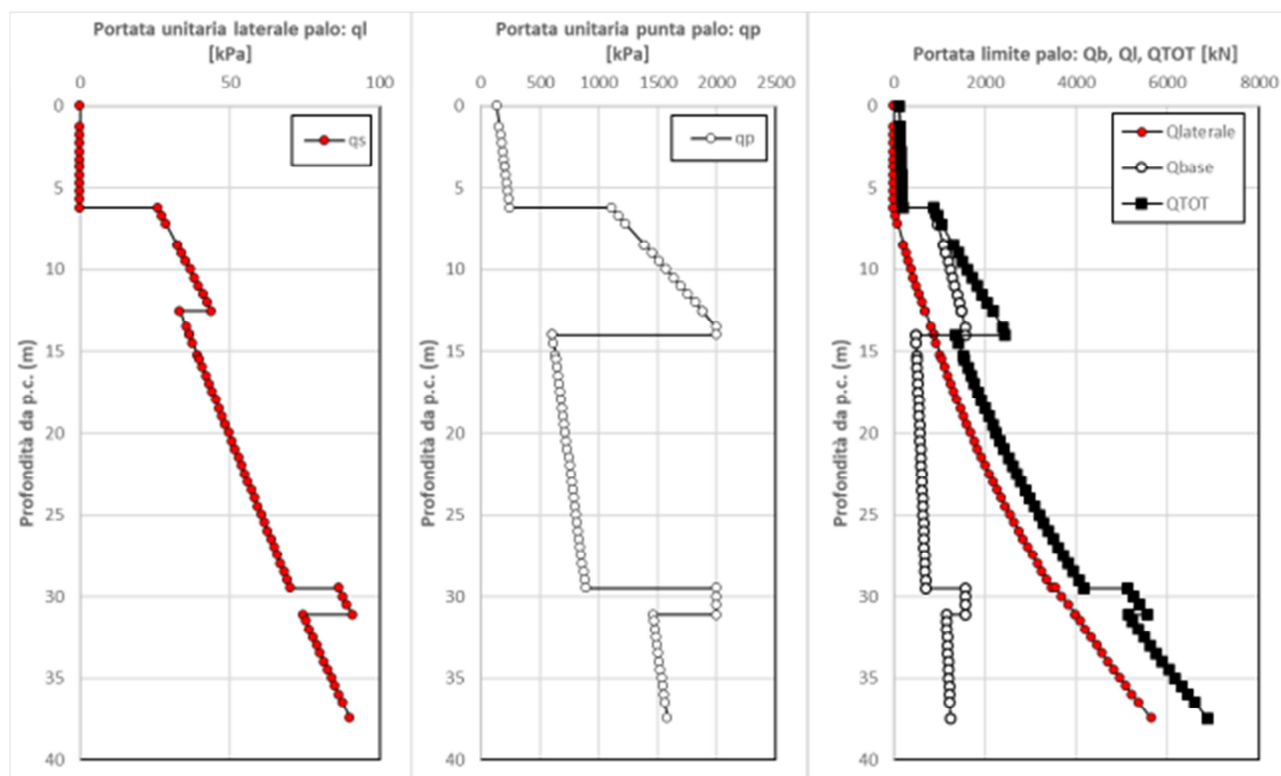 Portata unitaria laterale palo: ql
[kPa]
0 50 100
0
5
10
15
20
25
30
35
40
Profondità da p.c. (m)
qs
Portata unitaria punta palo: qp
[kPa]
0 500 1000 1500 2000 2500
0
5
10
15
20
25
30
35
40
Profondità da p.c. (m)
qp
Portata limite palo: Qb, Ql, QTOT [kN]
0 2000 4000 6000 8000
0
5
10
15
20
25
30
35
40
Profondità da p.c. (m)
Qlaterale
Qbase
QTOT